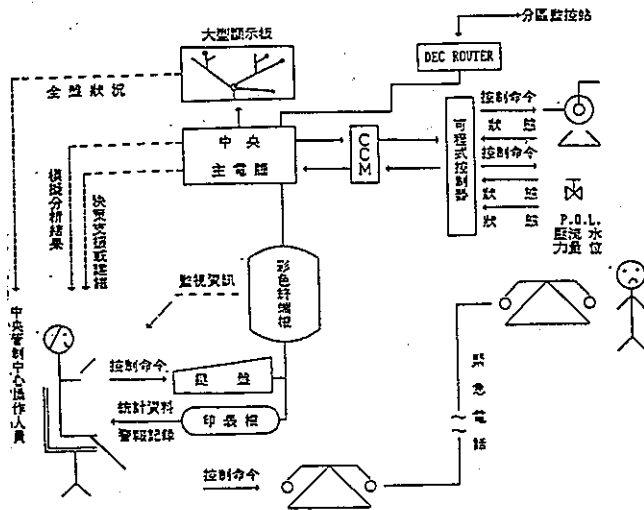 分區監控站
大型顯示板
DEC ROUTER
全盤狀況
控制命令
狀態
控制命令
狀態
狀態
中央
主電腦
CCM
可程式控制器
P.O.L.
壓流水
力量位
模擬分析結果
決策支援或建議
監視資訊
彩色終端機
中央管制中心操作人員
控制命令
鍵盤
統計資料
警報記錄
印表機
緊急電話
控制命令